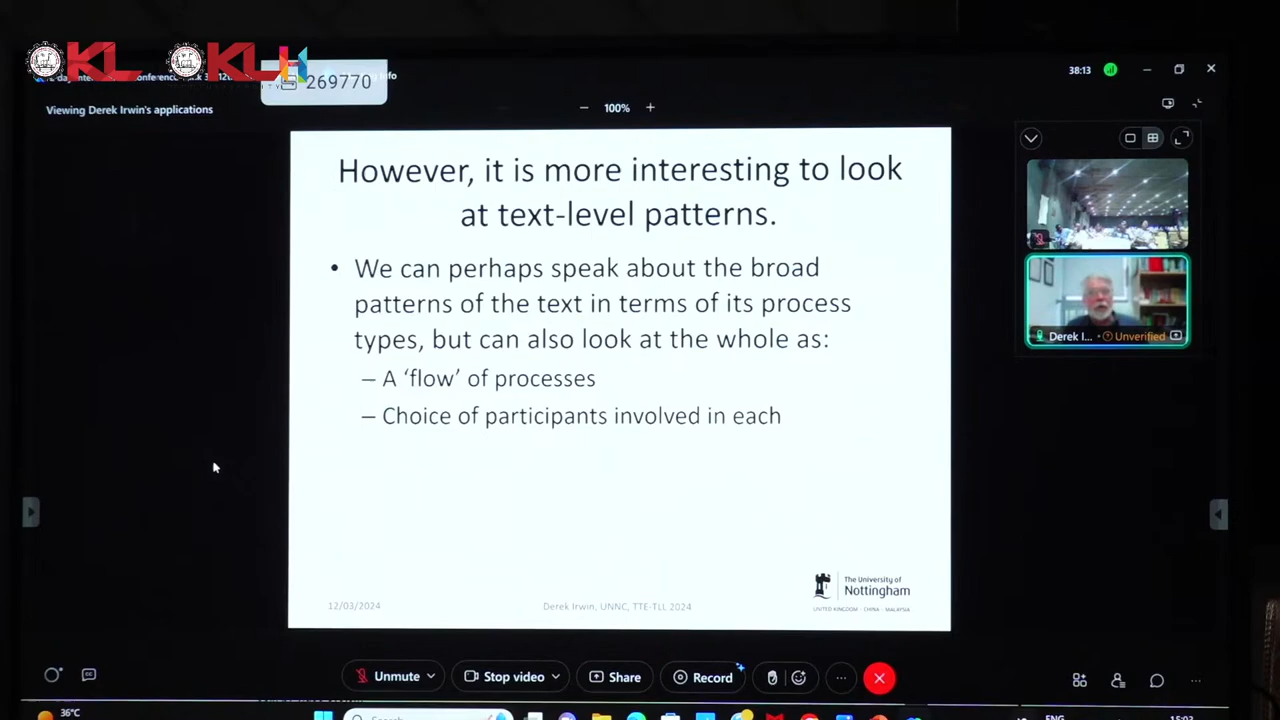 KL KLH
269770
38:13
Viewing Derek Irwin's applications
100%
However, it is more interesting to look
at text-level patterns.
• We can perhaps speak about the broad
patterns of the text in terms of its process
types, but can also look at the whole as:
– A ‘flow’ of processes
– Choice of participants involved in each
Derek I... Unverified
12/03/2024
Derek Irwin, UNNC, TTE-TLL 2024
The University of
Nottingham
UNITED KINGDOM · CHINA · MALAYSIA
Unmute
Stop video
Share
Record
36°C
Search
ENG